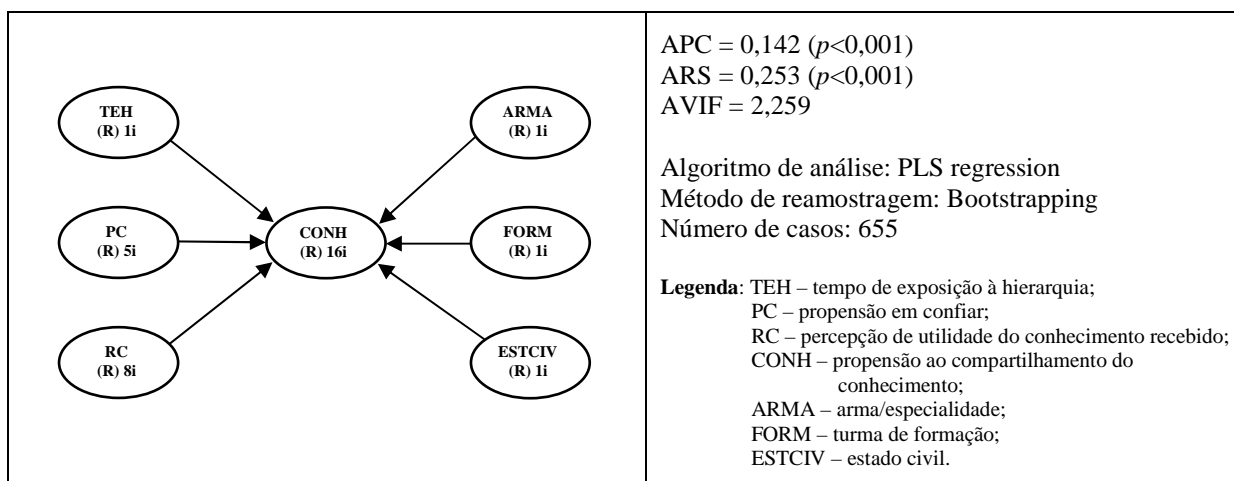 TEH
(R) 1i
ARMA
(R) 1i
PC
(R) 5i
CONH
(R) 16i
FORM
(R) 1i
RC
(R) 8i
ESTCIV
(R) 1i
APC = 0,142 (p<0,001)
ARS = 0,253 (p<0,001)
AVIF = 2,259
Algoritmo de análise: PLS regression
Método de reamostragem: Bootstrapping
Número de casos: 655
Legenda: TEH – tempo de exposição à hierarquia;
PC – propensão em confiar;
RC – percepção de utilidade do conhecimento recebido;
CONH – propensão ao compartilhamento do
conhecimento;
ARMA – arma/especialidade;
FORM – turma de formação;
ESTCIV – estado civil.